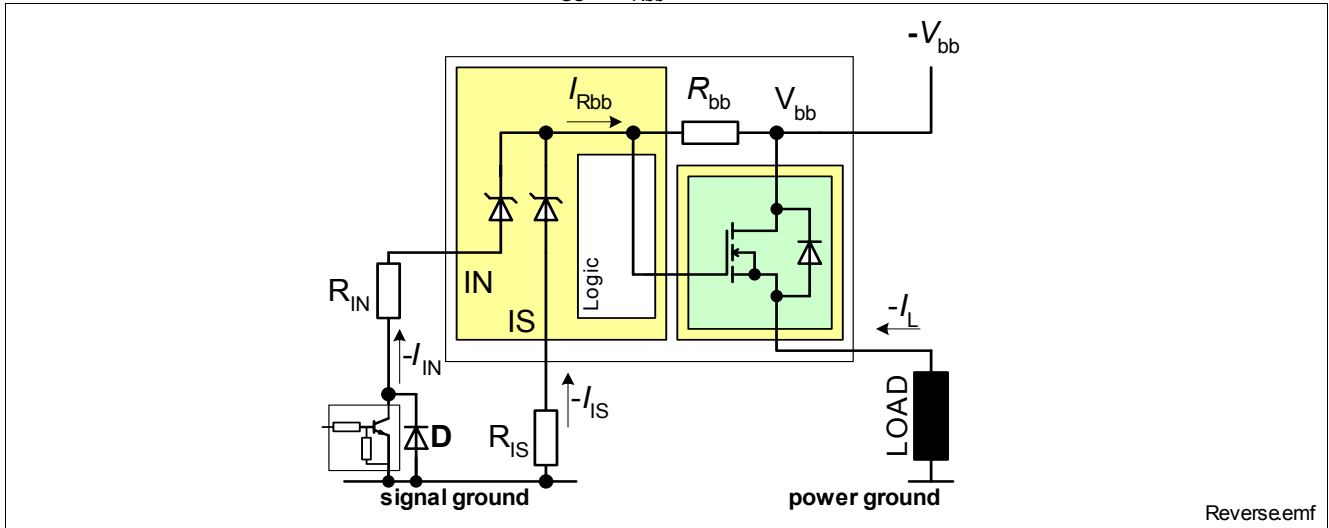 -Vbb
IRbb
Rbb
Vbb
RIN
IN
Logic
IS
-IL
-IIN
-IIS
D
RIS
LOAD
signal ground
power ground
Reverse.emf